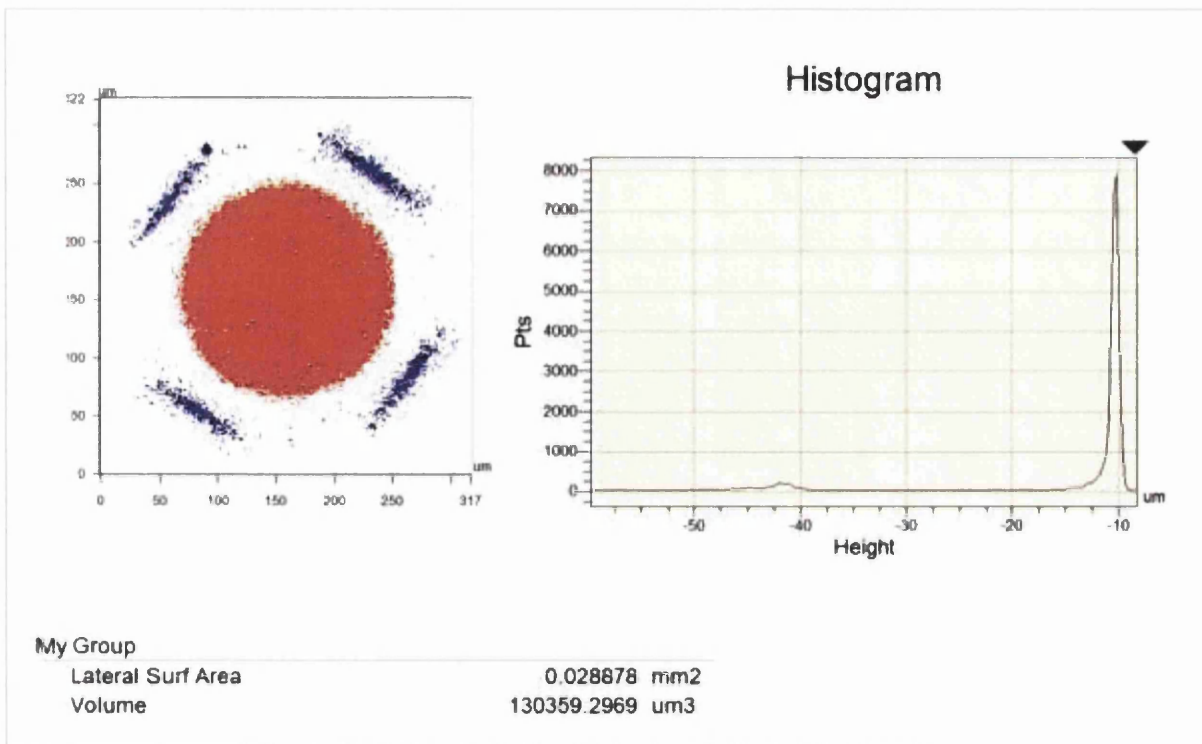 Histogram
um
322
250
200
150
100
50
0
um
0 50 100 150 200 250 317
8000
7000
6000
5000
4000
3000
2000
1000
0
Pts
um
-50 -40 -30 -20 -10
Height
My Group
Lateral Surf Area 0.028878 mm2
Volume 130359.2969 um3